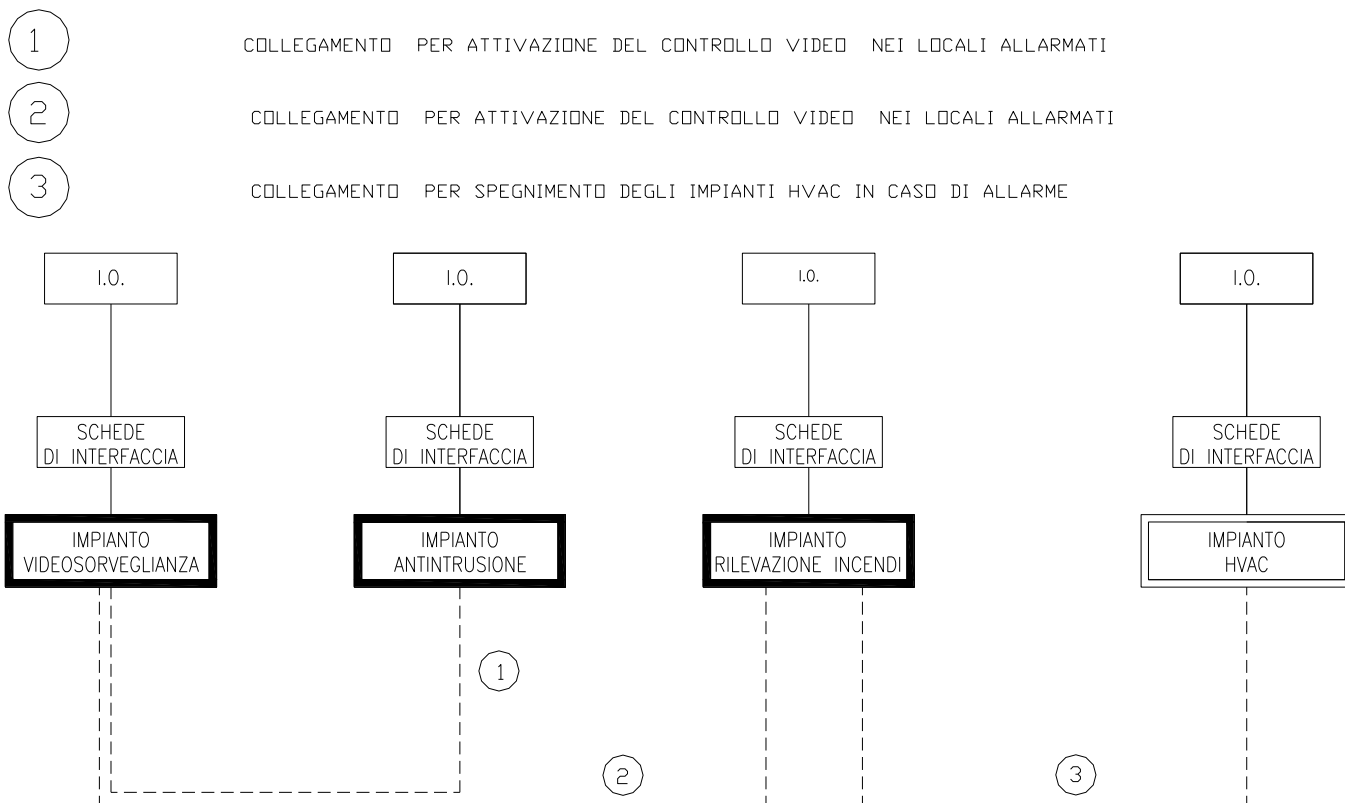 1
COLLEGAMENTO PER ATTIVAZIONE DEL CONTROLLO VIDEO NEI LOCALI ALLARMATI
2
COLLEGAMENTO PER ATTIVAZIONE DEL CONTROLLO VIDEO NEI LOCALI ALLARMATI
3
COLLEGAMENTO PER SPEGNIMENTO DEGLI IMPIANTI HVAC IN CASO DI ALLARME
I.O.
I.O.
I.O.
I.O.
SCHEDE
DI INTERFACCIA
SCHEDE
DI INTERFACCIA
SCHEDE
DI INTERFACCIA
SCHEDE
DI INTERFACCIA
IMPIANTO
VIDEOSORVEGLIANZA
IMPIANTO
ANTINTRUSIONE
IMPIANTO
RILEVAZIONE INCENDI
IMPIANTO
HVAC
1
2
3